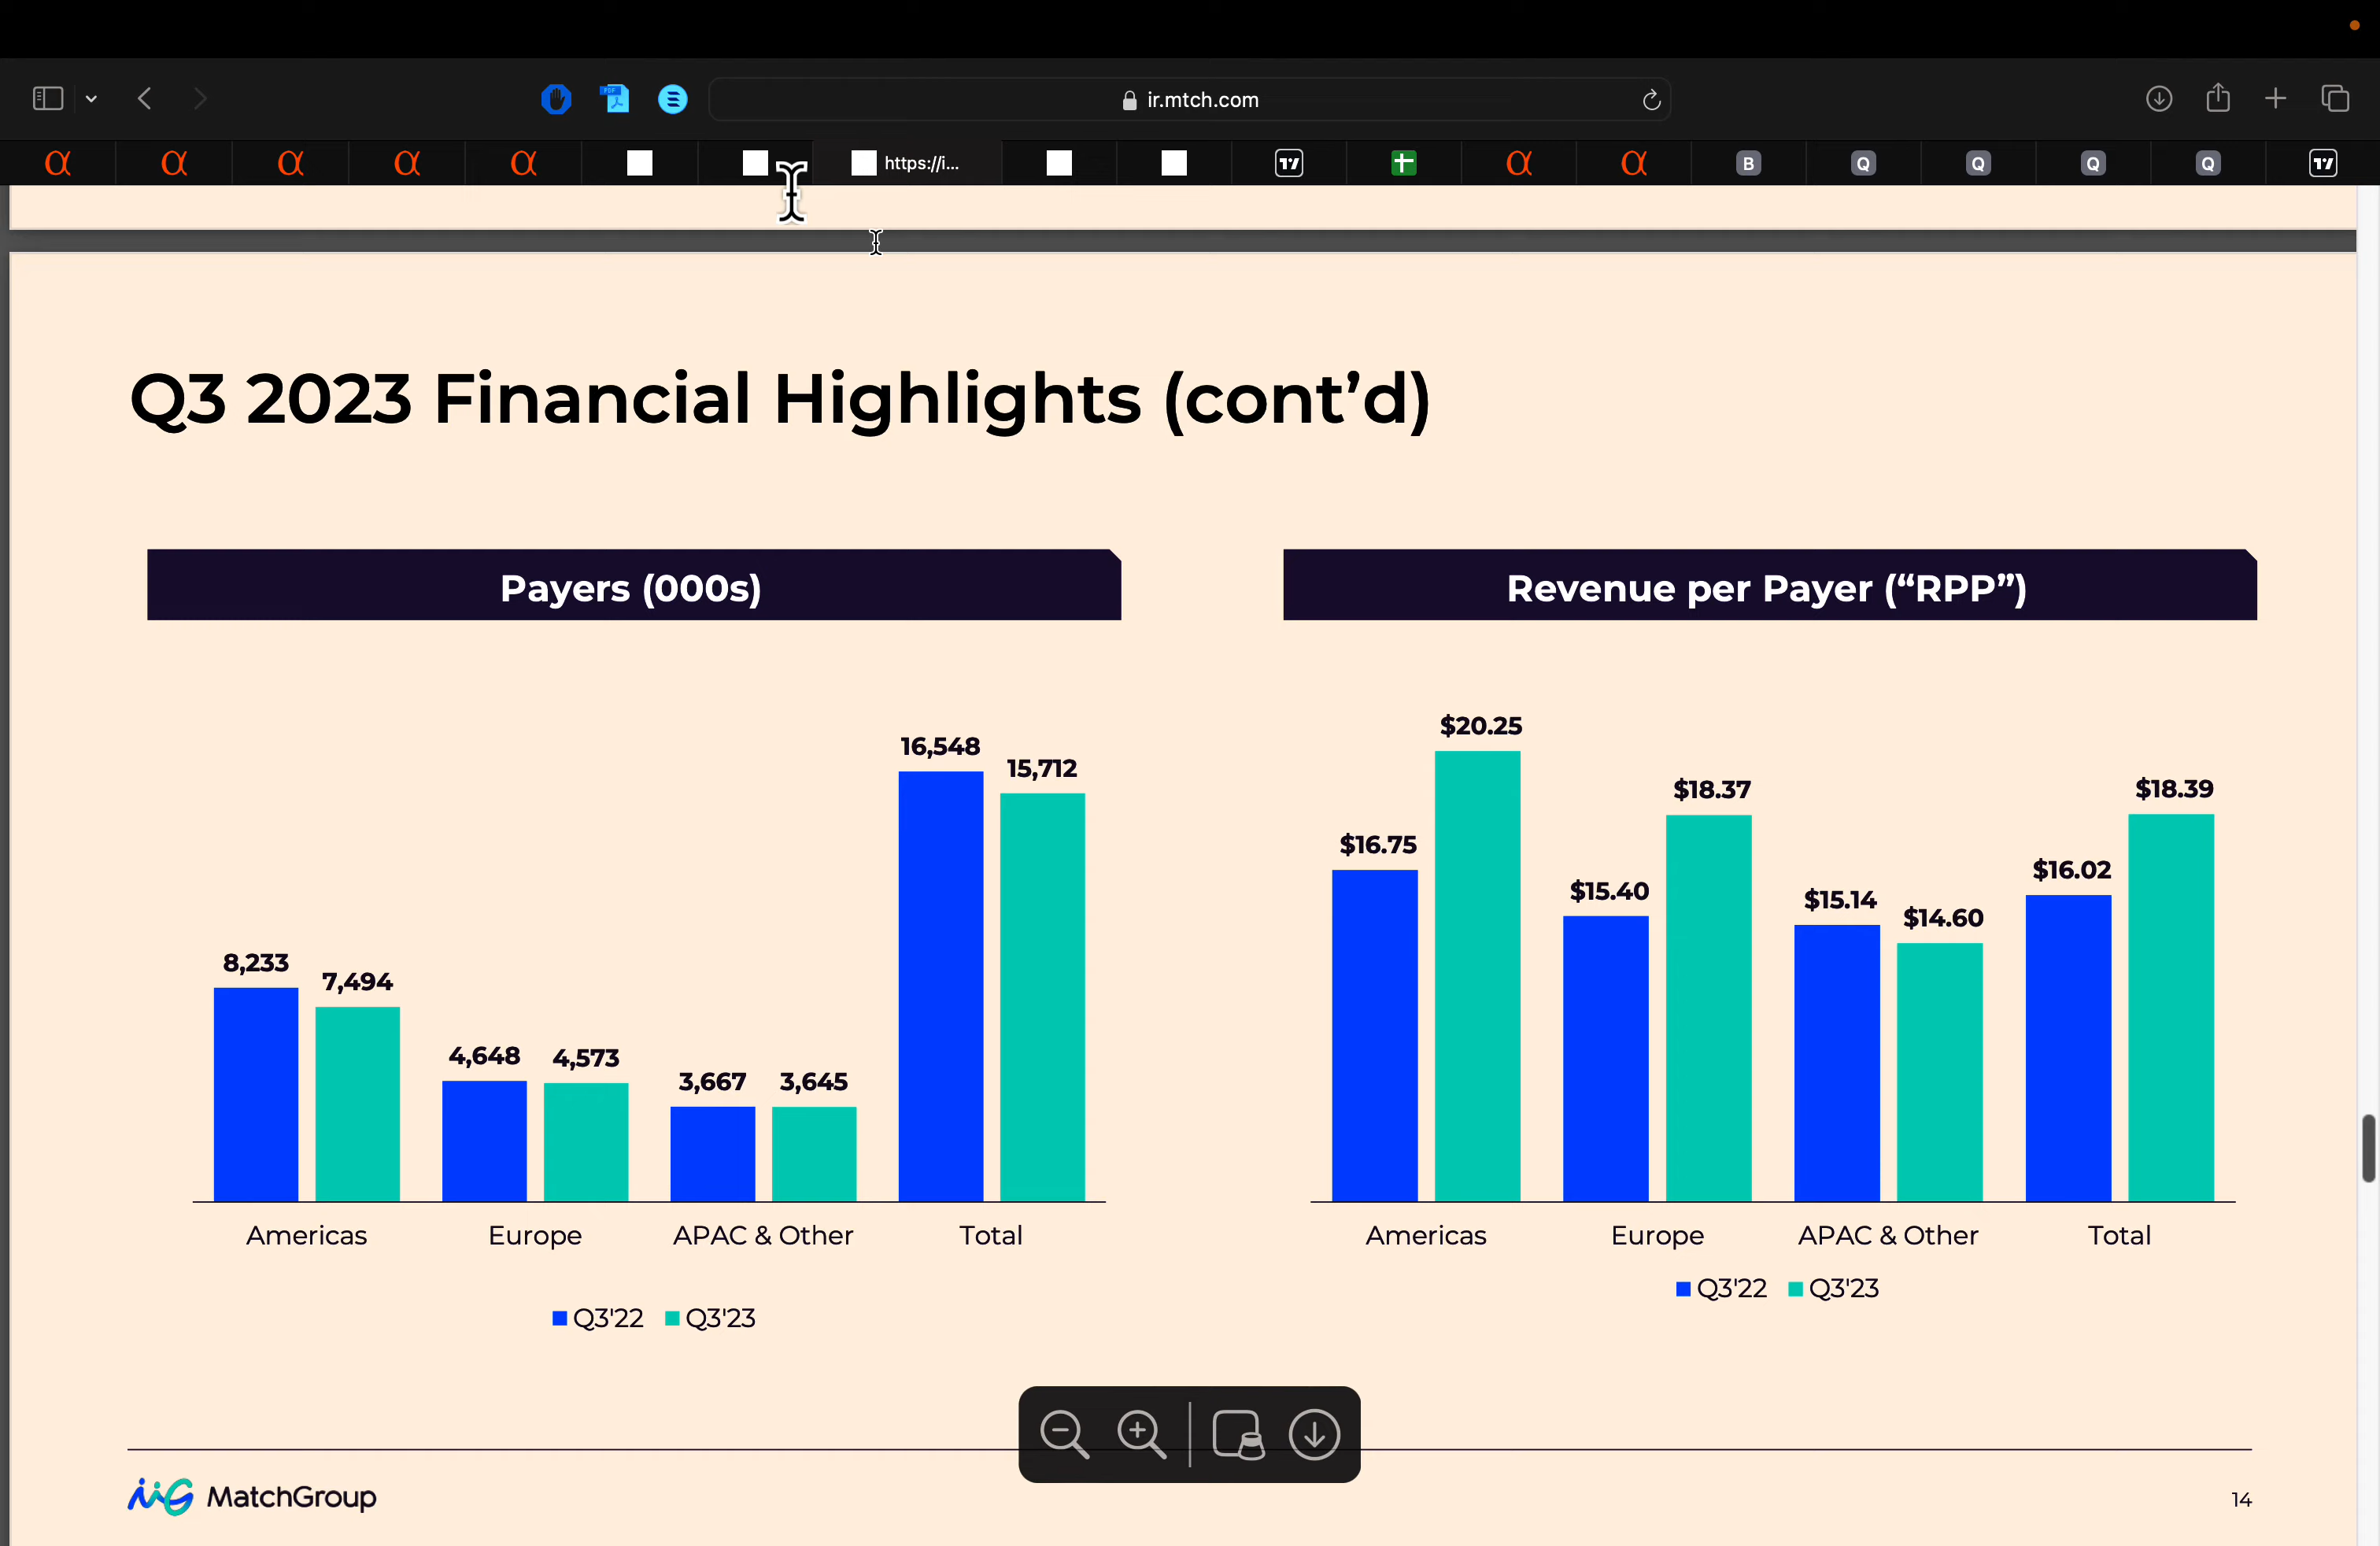 ir.mtch.com
α
α
α
α
α
https://i...
α
α
B
Q
Q
Q
Q
Q3 2023 Financial Highlights (cont’d)
Payers (000s)
16,548
15,712
8,233
7,494
4,648
4,573
3,667
3,645
Americas
Europe
APAC & Other
Total
Q3'22
Q3'23
Revenue per Payer (“RPP”)
$20.25
$18.37
$18.39
$16.75
$16.02
$15.40
$15.14
$14.60
Americas
Europe
APAC & Other
Total
Q3'22
Q3'23
MatchGroup
14